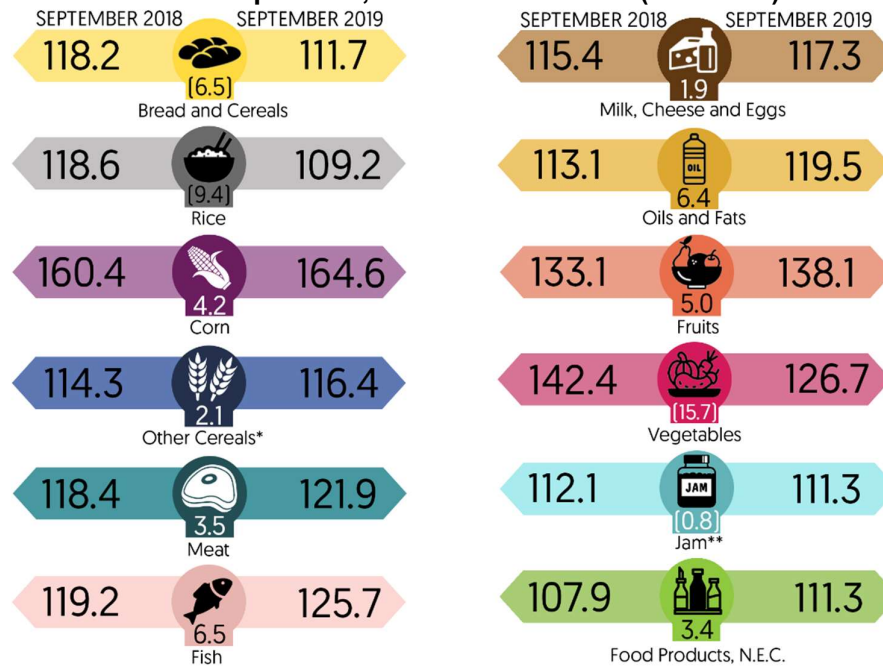 SEPTEMBER 2018 SEPTEMBER 2019
118.2 111.7
(6.5)
Bread and Cereals
118.6 109.2
(9.4)
Rice
160.4 164.6
4.2
Corn
114.3 116.4
2.1
Other Cereals*
118.4 121.9
3.5
Meat
119.2 125.7
6.5
Fish
SEPTEMBER 2018 SEPTEMBER 2019
115.4 117.3
1.9
Milk, Cheese and Eggs
113.1 119.5
OIL
6.4
Oils and Fats
133.1 138.1
5.0
Fruits
142.4 126.7
(15.7)
Vegetables
112.1 111.3
JAM
(0.8)
Jam**
107.9 111.3
3.4
Food Products, N.E.C.